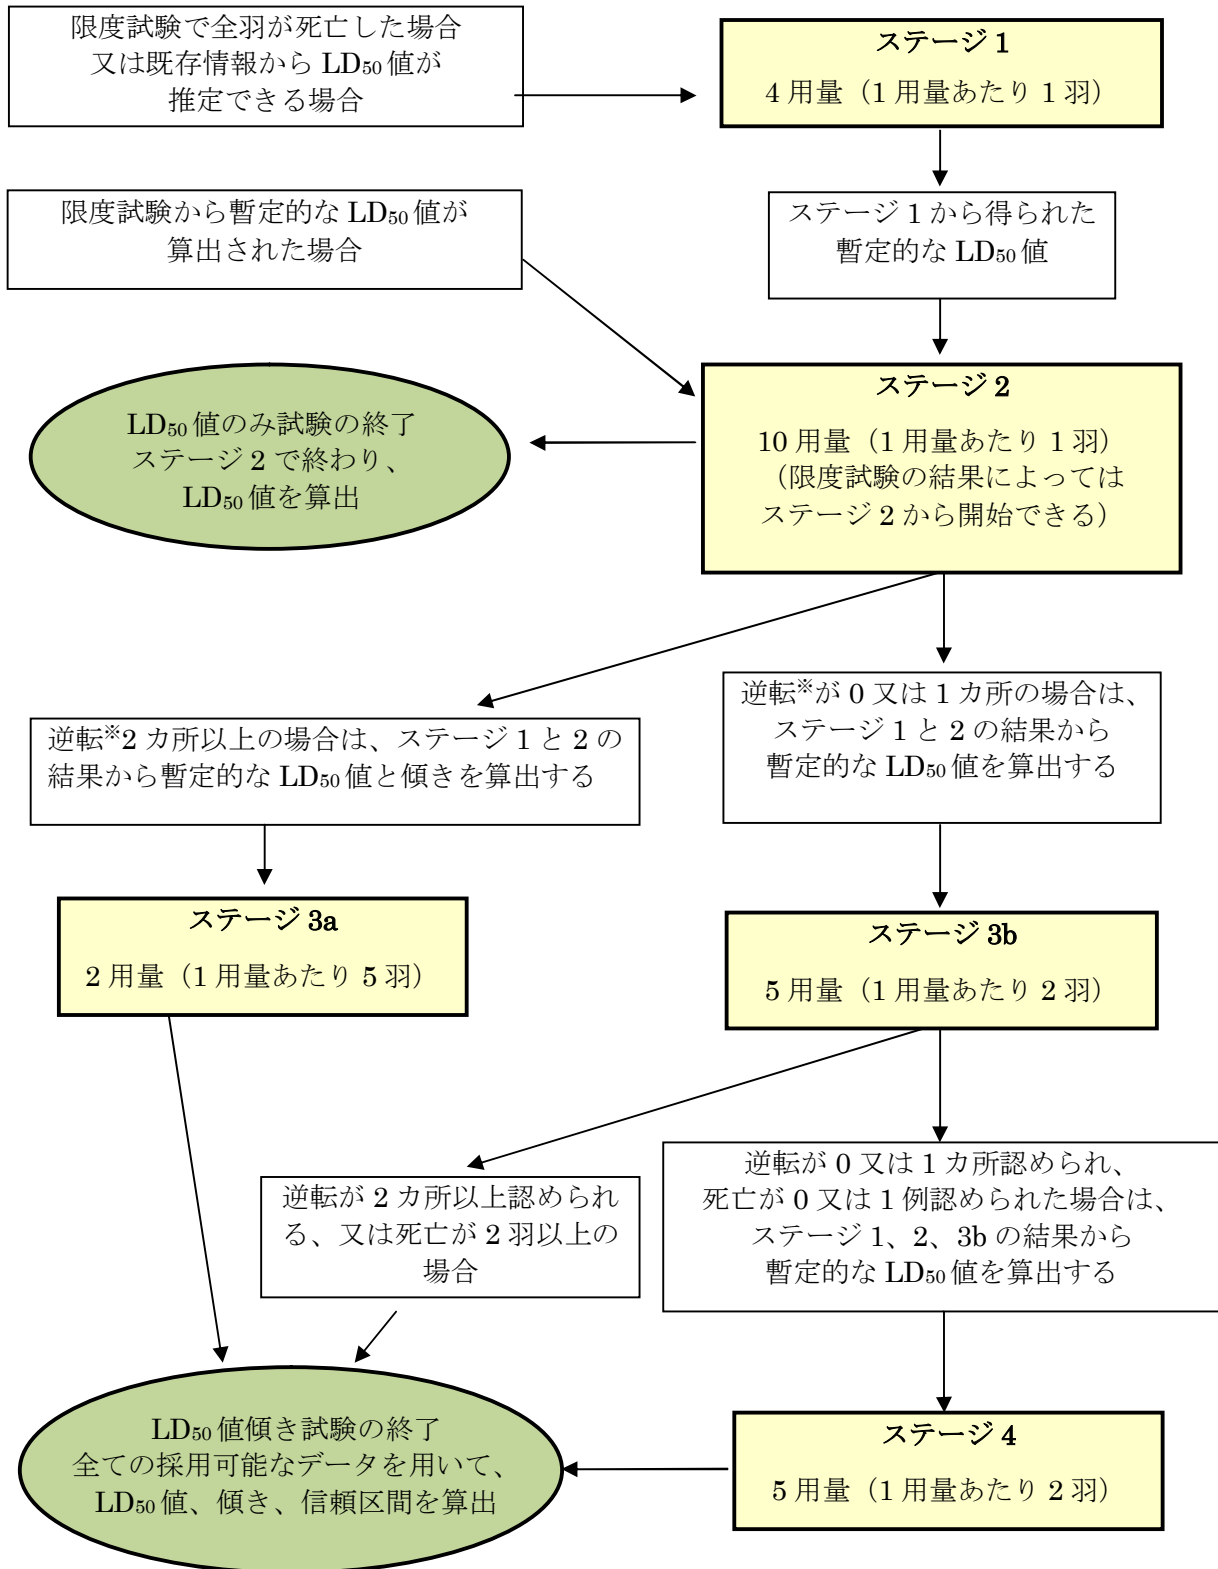 限度試験で全羽が死亡した場合
又は既存情報から LD₅₀ 値が
推定できる場合
ステージ 1
4 用量（1 用量あたり 1 羽）
限度試験から暫定的な LD₅₀ 値が
算出された場合
ステージ 1 から得られた
暫定的な LD₅₀ 値
LD₅₀ 値のみ試験の終了
ステージ 2 で終わり、
LD₅₀ 値を算出
ステージ 2
10 用量（1 用量あたり 1 羽）
（限度試験の結果によっては
ステージ 2 から開始できる）
逆転※2 カ所以上の場合は、ステージ 1 と 2 の
結果から暫定的な LD₅₀ 値と傾きを算出する
逆転※が 0 又は 1 カ所の場合は、
ステージ 1 と 2 の結果から
暫定的な LD₅₀ 値を算出する
ステージ 3a
2 用量（1 用量あたり 5 羽）
ステージ 3b
5 用量（1 用量あたり 2 羽）
逆転が 2 カ所以上認められ
る、又は死亡が 2 羽以上の
場合
逆転が 0 又は 1 カ所認められ、
死亡が 0 又は 1 例認められた場合は、
ステージ 1、2、3b の結果から
暫定的な LD₅₀ 値を算出する
LD₅₀ 値傾き試験の終了
全ての採用可能なデータを用いて、
LD₅₀ 値、傾き、信頼区間を算出
ステージ 4
5 用量（1 用量あたり 2 羽）